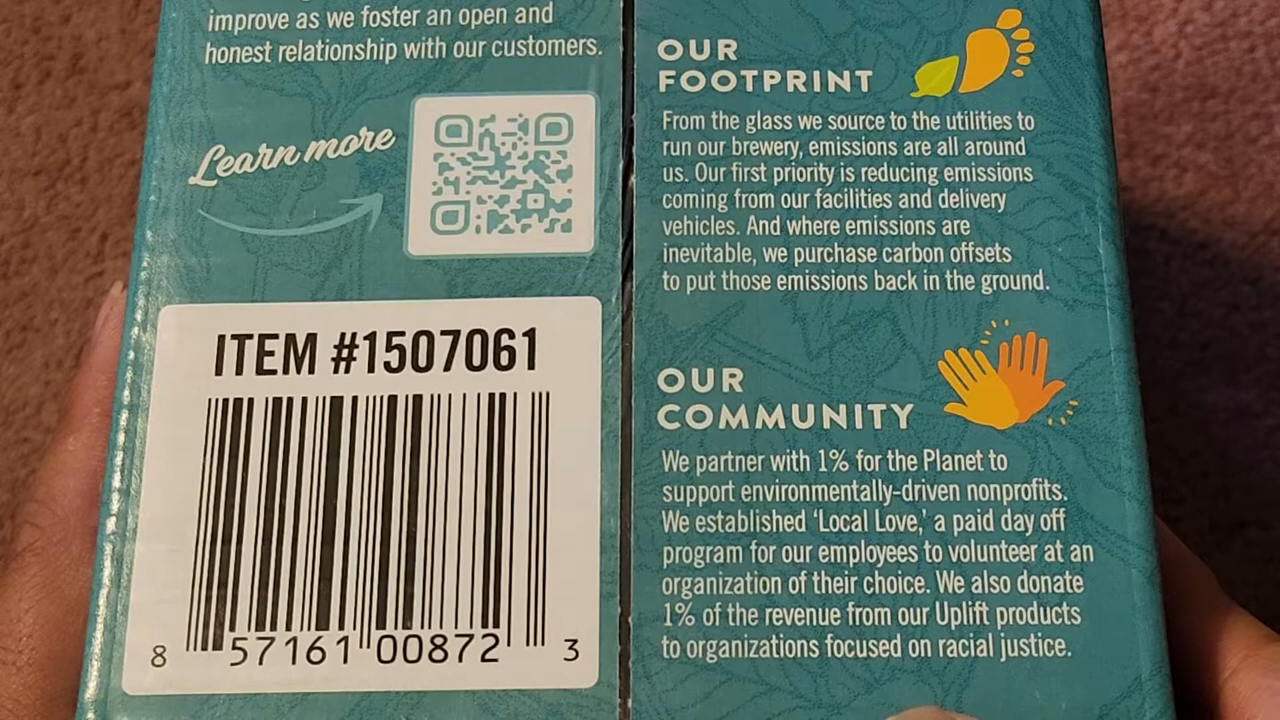 improve as we foster an open and
honest relationship with our customers.
Learn more
ITEM #1507061
8 57161 00872 3
OUR
FOOTPRINT
From the glass we source to the utilities to
run our brewery, emissions are all around
us. Our first priority is reducing emissions
coming from our facilities and delivery
vehicles. And where emissions are
inevitable, we purchase carbon offsets
to put those emissions back in the ground.
OUR
COMMUNITY
We partner with 1% for the Planet to
support environmentally-driven nonprofits.
We established ‘Local Love,’ a paid day off
program for our employees to volunteer at an
organization of their choice. We also donate
1% of the revenue from our Uplift products
to organizations focused on racial justice.